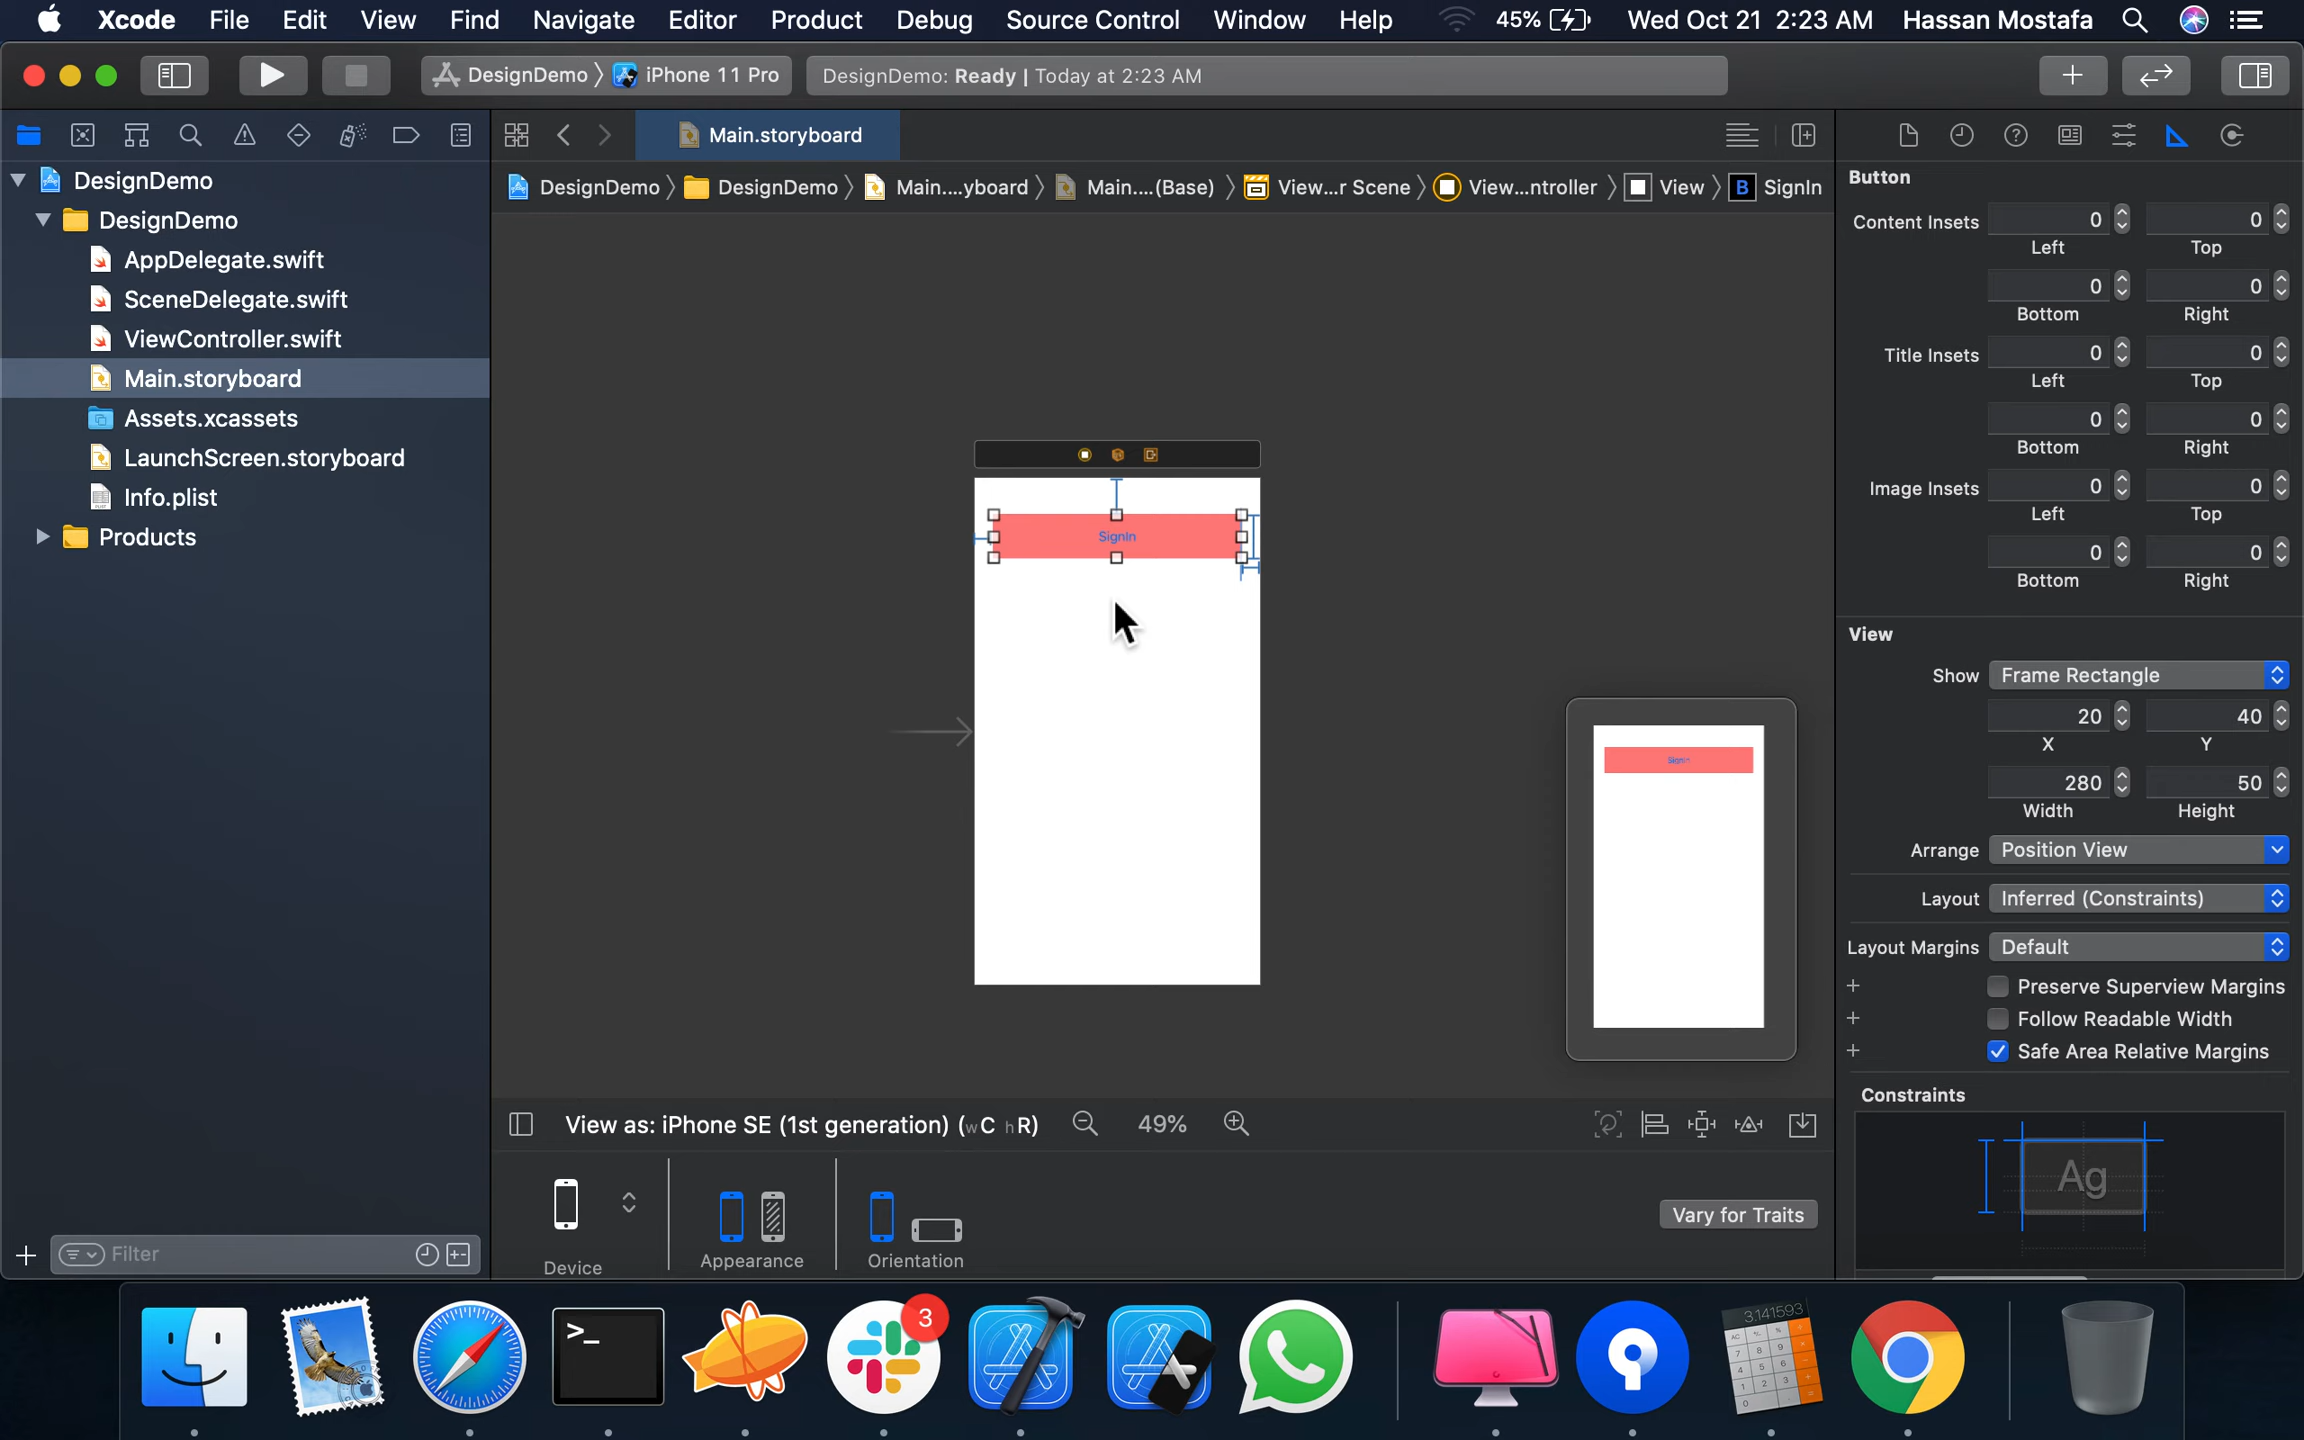 Xcode File Edit View Find Navigate Editor Product Debug Source Control Window Help 45% Wed Oct 21 2:23 AM Hassan Mostafa
DesignDemo 〉 iPhone 11 Pro
DesignDemo: Ready | Today at 2:23 AM
Main.storyboard
DesignDemo 〉 DesignDemo 〉 Main....yboard 〉 Main....(Base) 〉 View...r Scene 〉 View...ntroller 〉 View 〉 B SignIn
DesignDemo
DesignDemo
AppDelegate.swift
SceneDelegate.swift
ViewController.swift
Main.storyboard
Assets.xcassets
LaunchScreen.storyboard
Info.plist
Products
Filter
SignIn
SignIn
View as: iPhone SE (1st generation) (wC hR)
49%
Device
Appearance
Orientation
Vary for Traits
Button
Content Insets 0 0
Left Top
0 0
Bottom Right
Title Insets 0 0
Left Top
0 0
Bottom Right
Image Insets 0 0
Left Top
0 0
Bottom Right
View
Show Frame Rectangle
20 40
X Y
280 50
Width Height
Arrange Position View
Layout Inferred (Constraints)
Layout Margins Default
+ Preserve Superview Margins
+ Follow Readable Width
+ Safe Area Relative Margins
Constraints
Ag
>_
3
3.141593